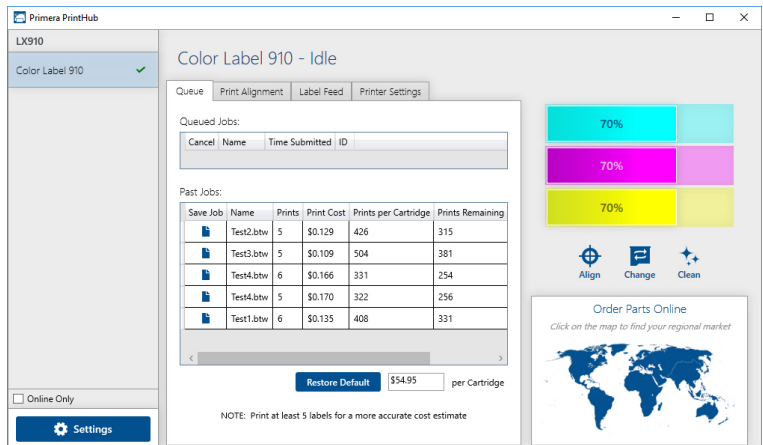 Primera PrintHub
LX910
Color Label 910
Color Label 910 - Idle
Queue Print Alignment Label Feed Printer Settings
Queued Jobs:
Cancel Name Time Submitted ID
Past Jobs:
Save Job Name Prints Print Cost Prints per Cartridge Prints Remaining
Test2.btw 5 $0.129 426 315
Test3.btw 5 $0.109 504 381
Test4.btw 6 $0.166 331 254
Test4.btw 5 $0.170 322 256
Test1.btw 6 $0.135 408 331
Restore Default $54.95 per Cartridge
NOTE: Print at least 5 labels for a more accurate cost estimate
70%
70%
70%
Align Change Clean
Order Parts Online
Click on the map to find your regional market
Online Only
Settings